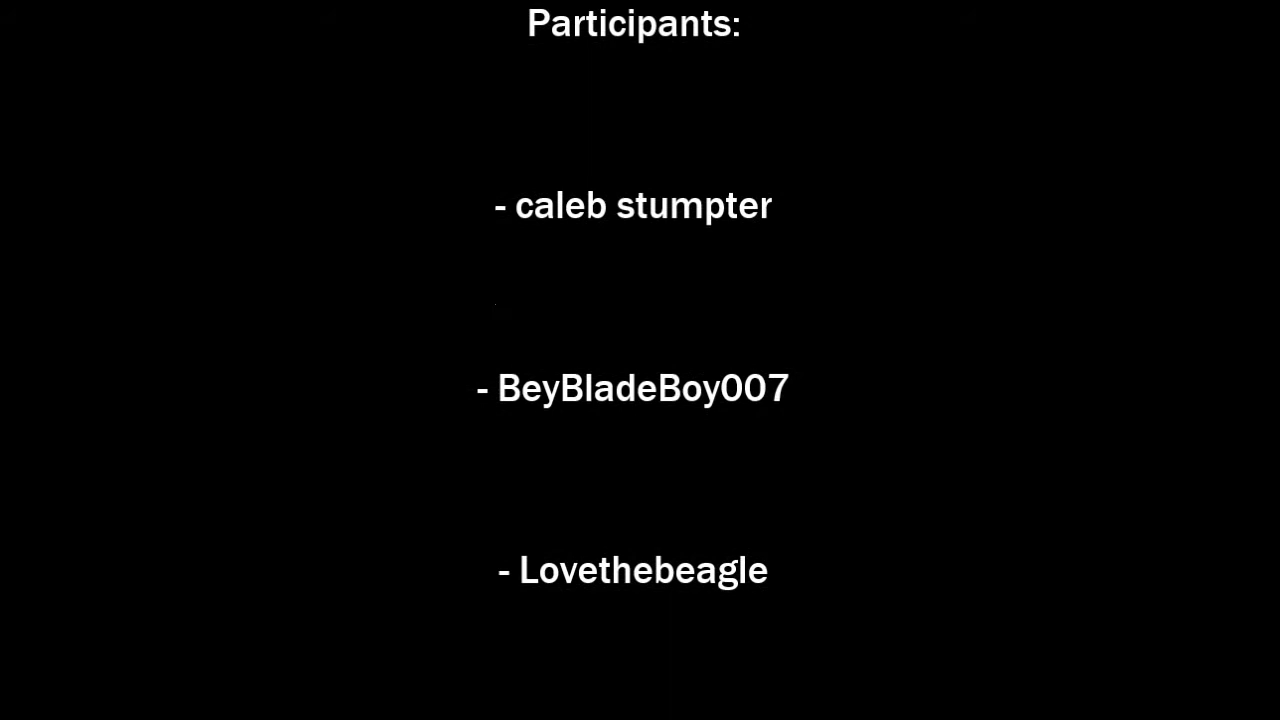 Participants:
- caleb stumpter
- BeyBladeBoy007
- Lovethebeagle